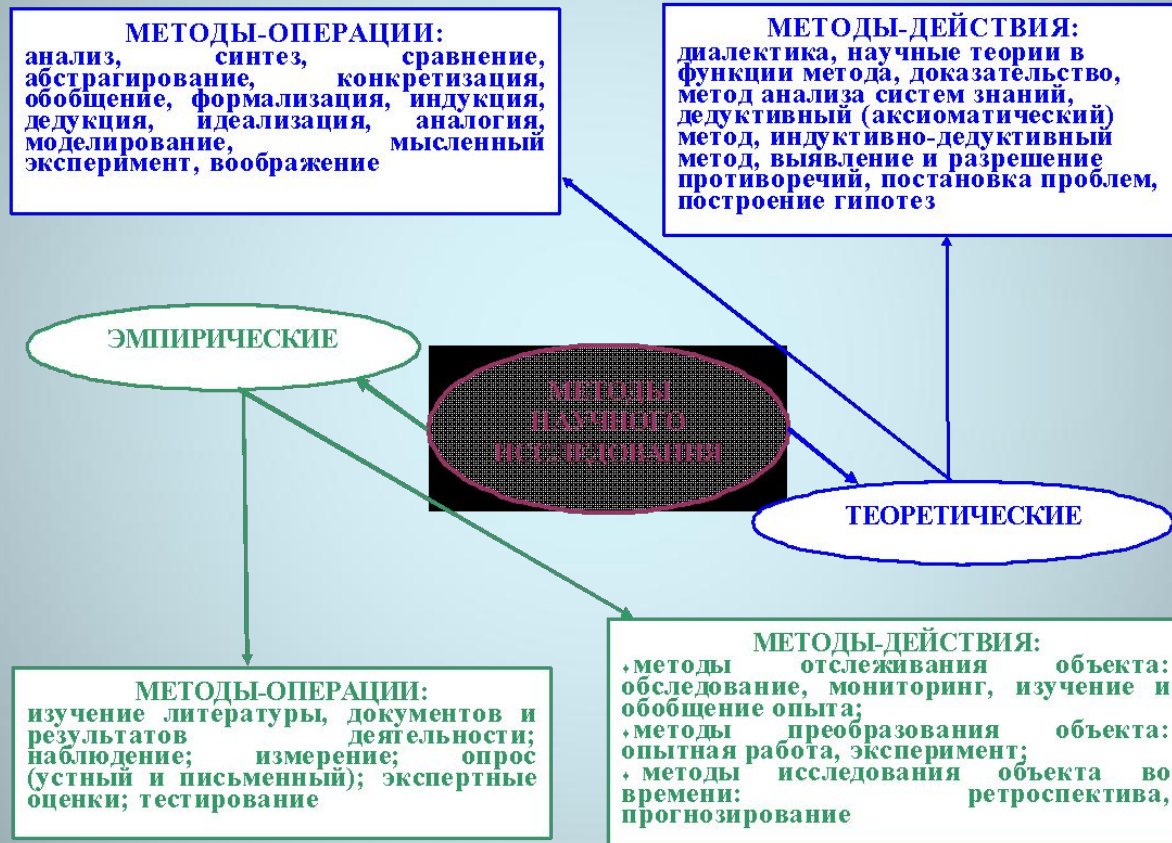 МЕТОДЫ-ОПЕРАЦИИ:
анализ, синтез, сравнение,
абстрагирование, конкретизация,
обобщение, формализация, индукция,
дедукция, идеализация, аналогия,
моделирование, мысленный
эксперимент, воображение
МЕТОДЫ-ДЕЙСТВИЯ:
диалектика, научные теории в
функции метода, доказательство,
метод анализа систем знаний,
дедуктивный (аксиоматический)
метод, индуктивно-дедуктивный
метод, выявление и разрешение
противоречий, постановка проблем,
построение гипотез
ЭМПИРИЧЕСКИЕ
МЕТОДЫ
НАУЧНОГО
ИССЛЕДОВАНИЯ
ТЕОРЕТИЧЕСКИЕ
МЕТОДЫ-ОПЕРАЦИИ:
изучение литературы, документов и
результатов деятельности;
наблюдение; измерение; опрос
(устный и письменный); экспертные
оценки; тестирование
МЕТОДЫ-ДЕЙСТВИЯ:
♦методы отслеживания объекта:
обследование, мониторинг, изучение и
обобщение опыта;
♦методы преобразования объекта:
опытная работа, эксперимент;
♦ методы исследования объекта во
времени: ретроспектива,
прогнозирование